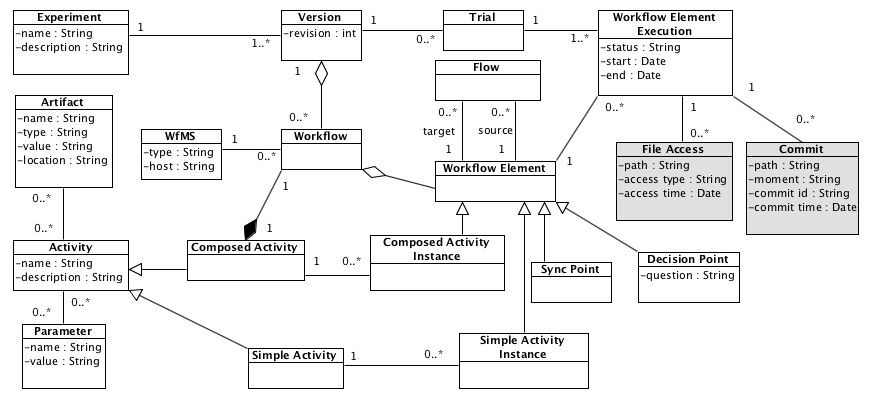 Experiment
−name : String
−description : String
1
1..*
Version
−revision : int
1
0..*
Trial
1
1..*
Workflow Element
Execution
−status : String
−start : Date
−end : Date
Flow
0..*
0..*
target
source
1
1
1
0..*
Artifact
−name : String
−type : String
−value : String
−location : String
WfMS
−type : String
−host : String
1
0..*
Workflow
1
Workflow Element
0..*
1
1
0..*
1
0..*
File Access
−path : String
−access type : String
−access time : Date
Commit
−path : String
−moment : String
−commit id : String
−commit time : Date
0..*
0..*
Activity
−name : String
−description : String
1
Composed Activity
1
0..*
Composed Activity
Instance
Sync Point
Decision Point
−question : String
0..*
0..*
Parameter
−name : String
−value : String
Simple Activity
1
0..*
Simple Activity
Instance